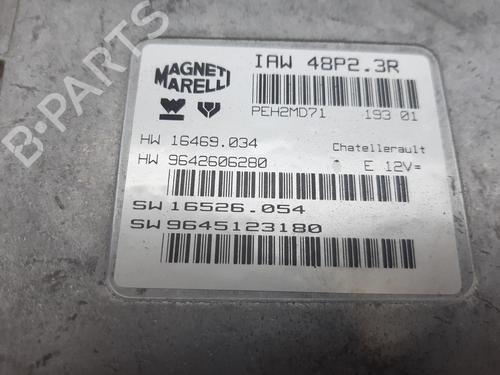 MAGNETI
MARELLI
IAW 48P2.3R
PEH2MD71 193 01
HW 16469.034 Chatellerault
HW 9642606280 E 12V=
SW 16526.054
SW 9645123180
B-PARTS